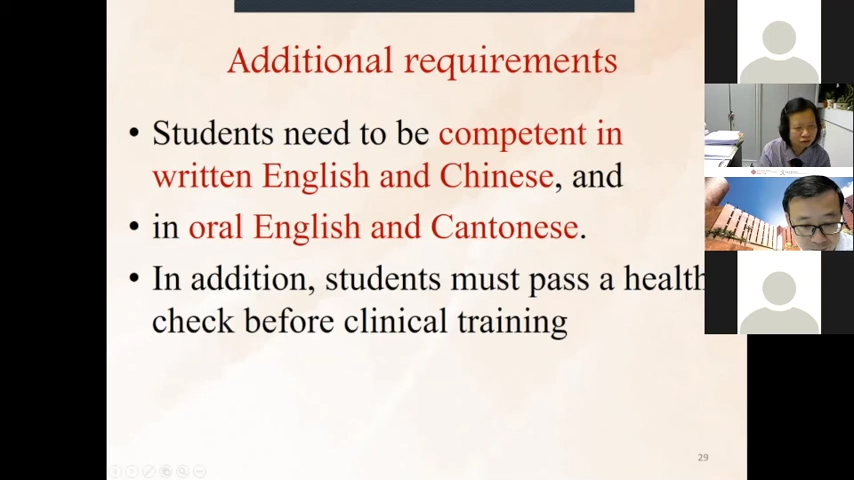 Additional requirements
• Students need to be competent in
written English and Chinese, and
• in oral English and Cantonese.
• In addition, students must pass a health
check before clinical training
29